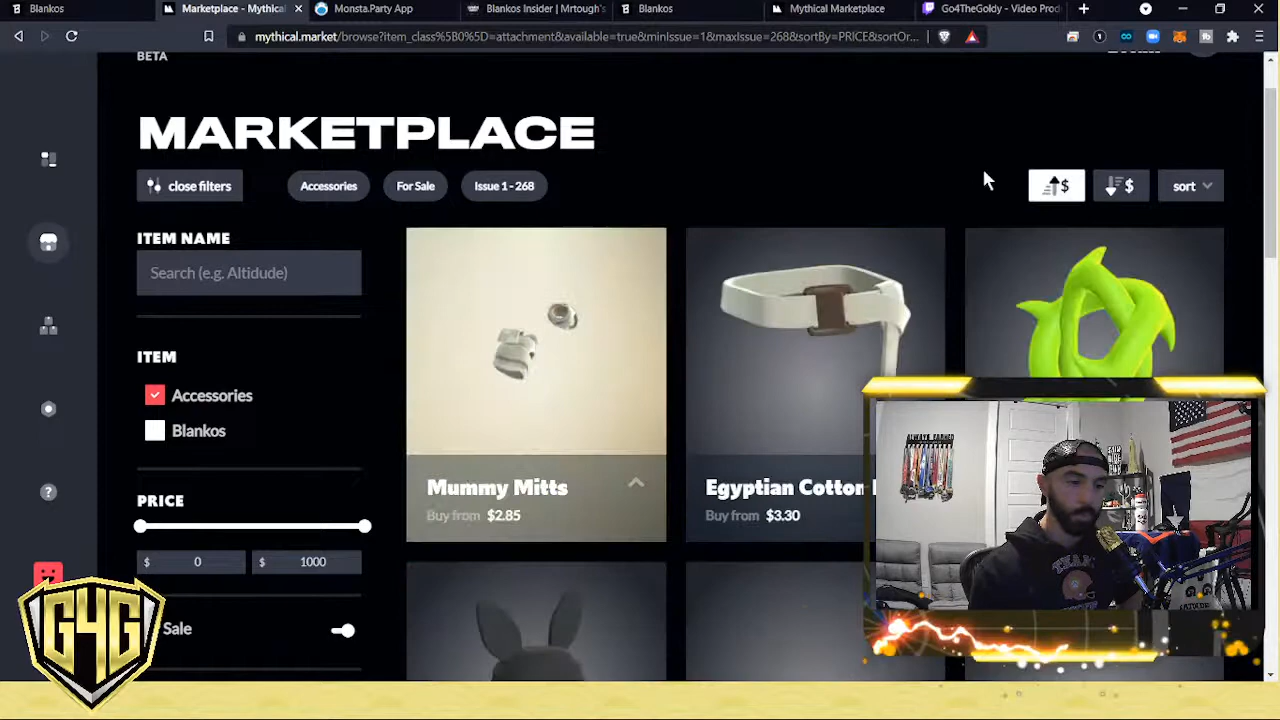 Blankos
Marketplace - Mythical
Monsta.Party App
Blankos Insider | Mrtough's
Blankos
Mythical Marketplace
Go4TheGoldy - Video Prod
mythical.market/browse?item_class%5B0%5D=attachment&available=true&minIssue=1&maxIssue=268&sortBy=PRICE&sortOr...
BETA
MARKETPLACE
close filters
Accessories
For Sale
Issue 1 - 268
$
$
sort
ITEM NAME
Search (e.g. Altidude)
ITEM
Accessories
Blankos
PRICE
$ 0
$ 1000
Sale
Mummy Mitts
Buy from $2.85
Egyptian Cotton
Buy from $3.30
ALWAYS EARNED
G4G